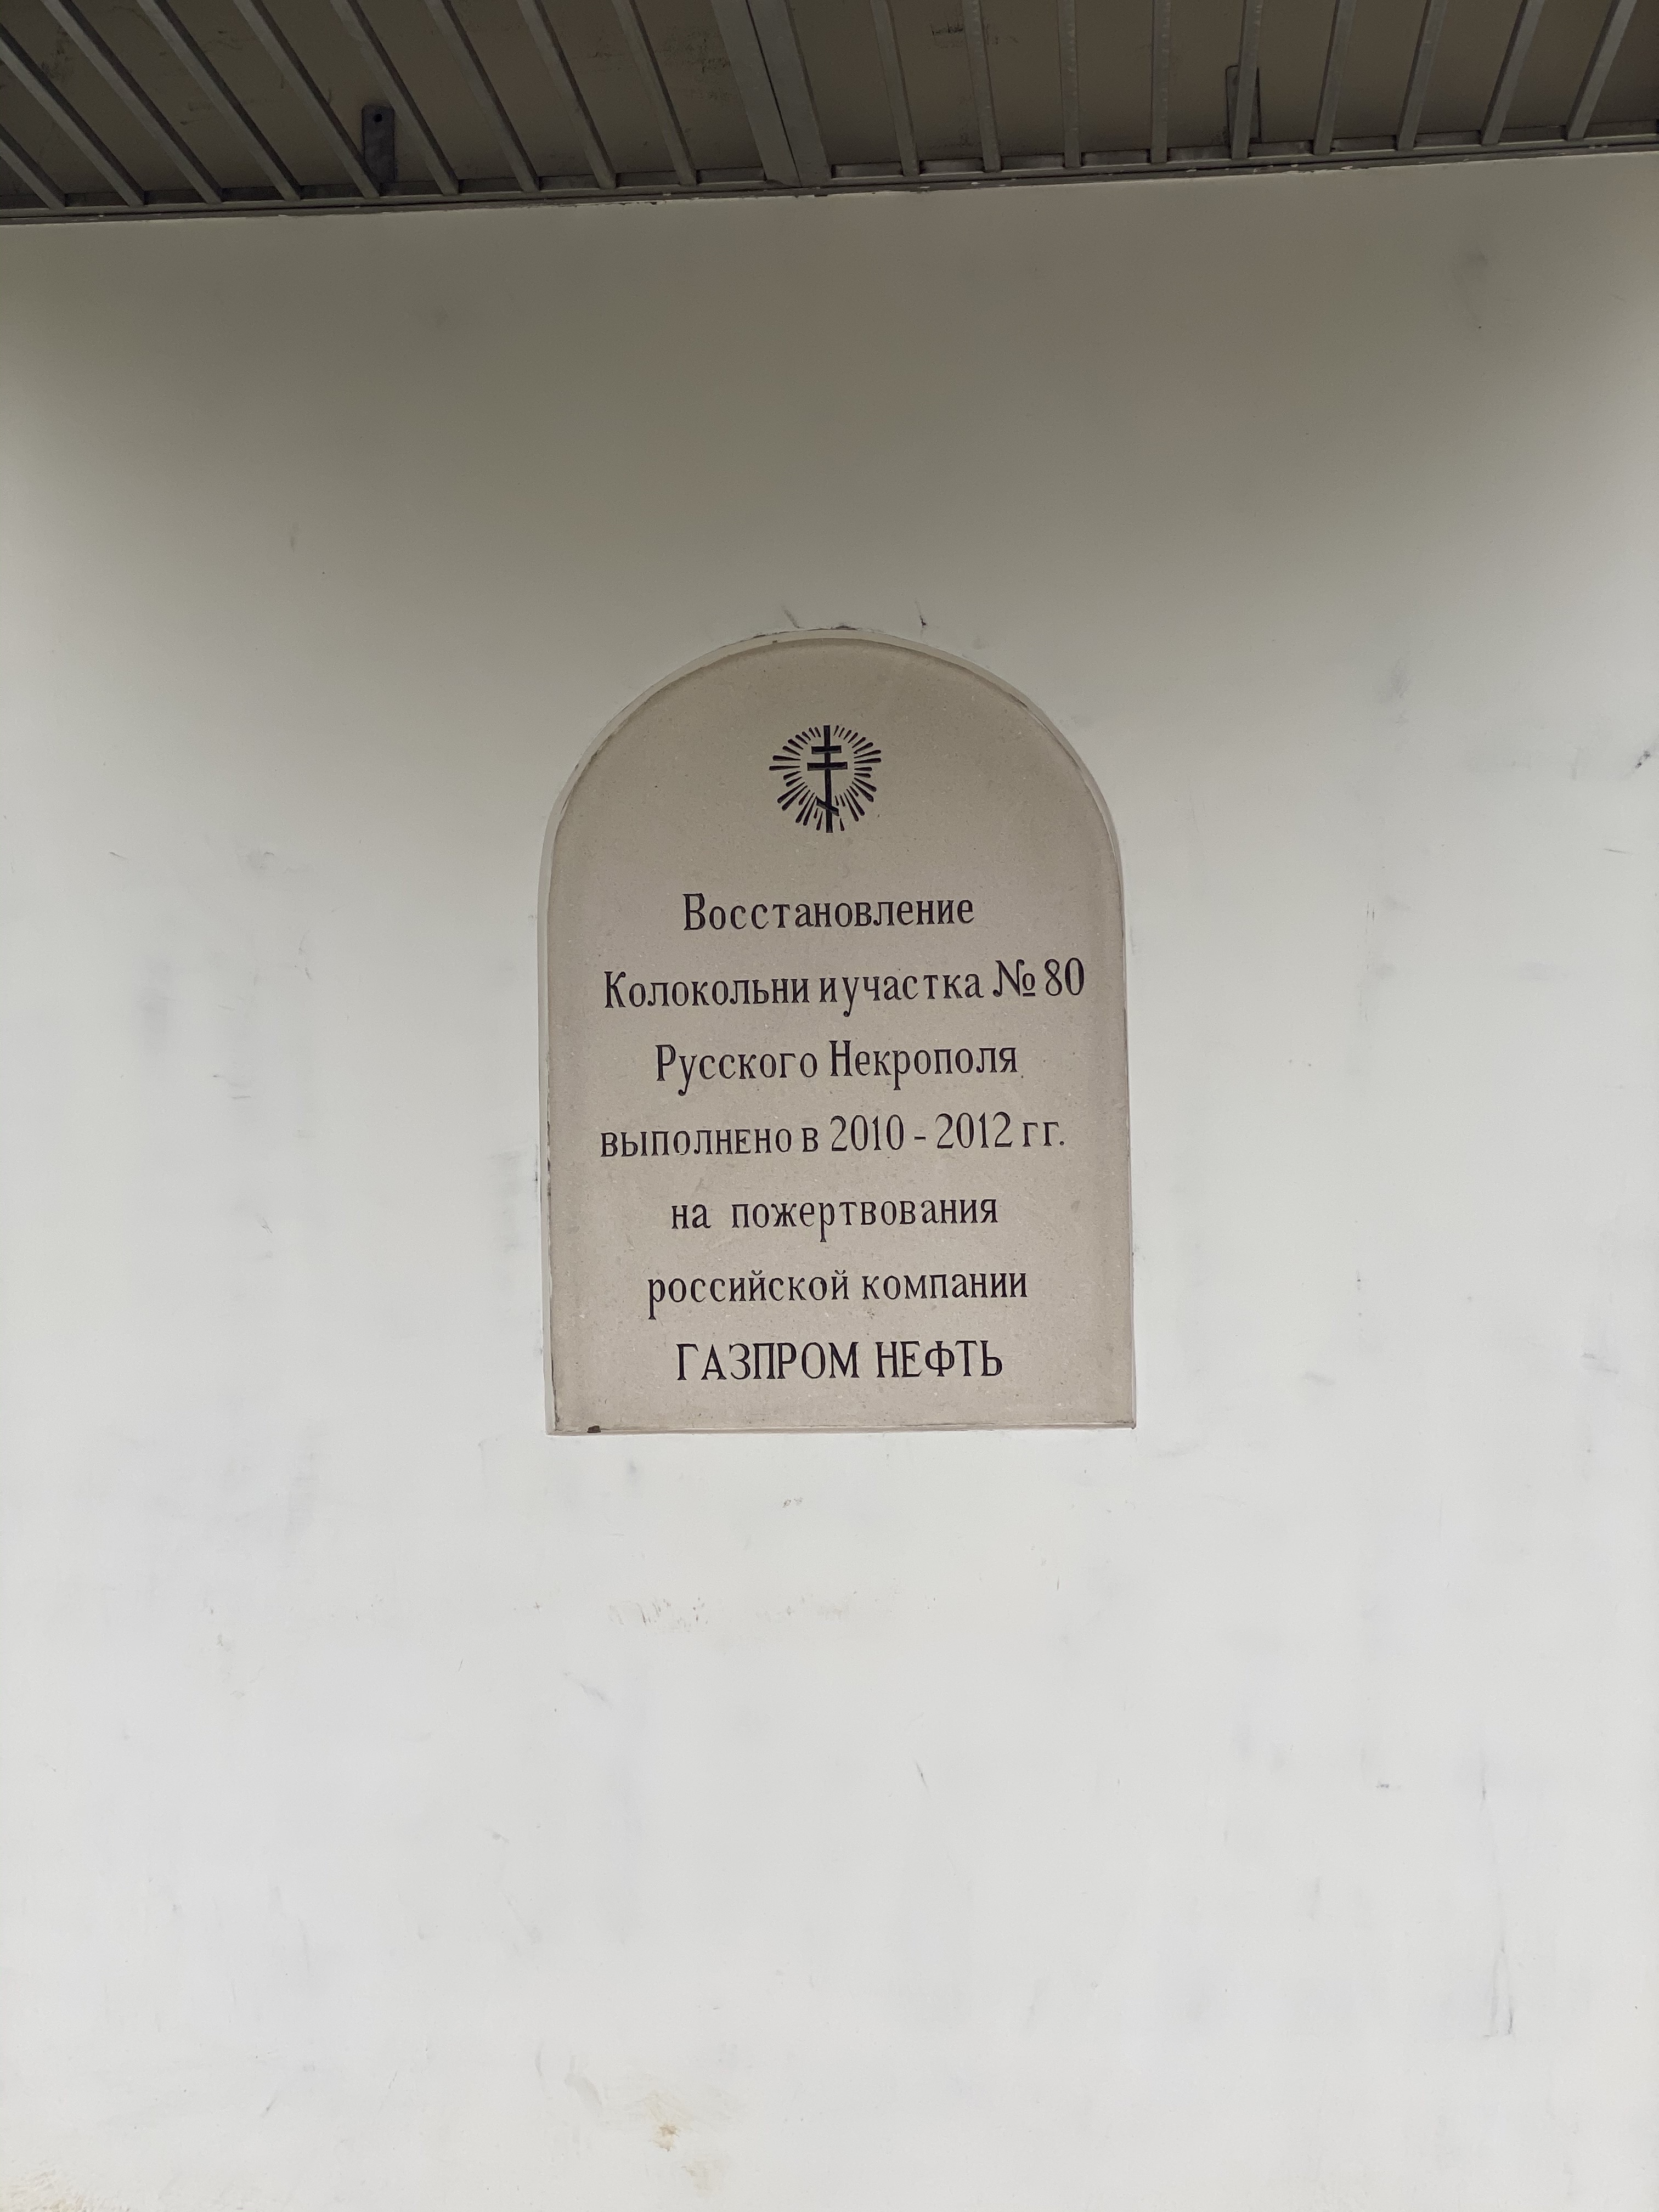 Восстановление
Колокольни и участка № 80
Русского Некрополя
выполнено в 2010 - 2012 гг.
на пожертвования
российской компании
ГАЗПРОМ НЕФТЬ